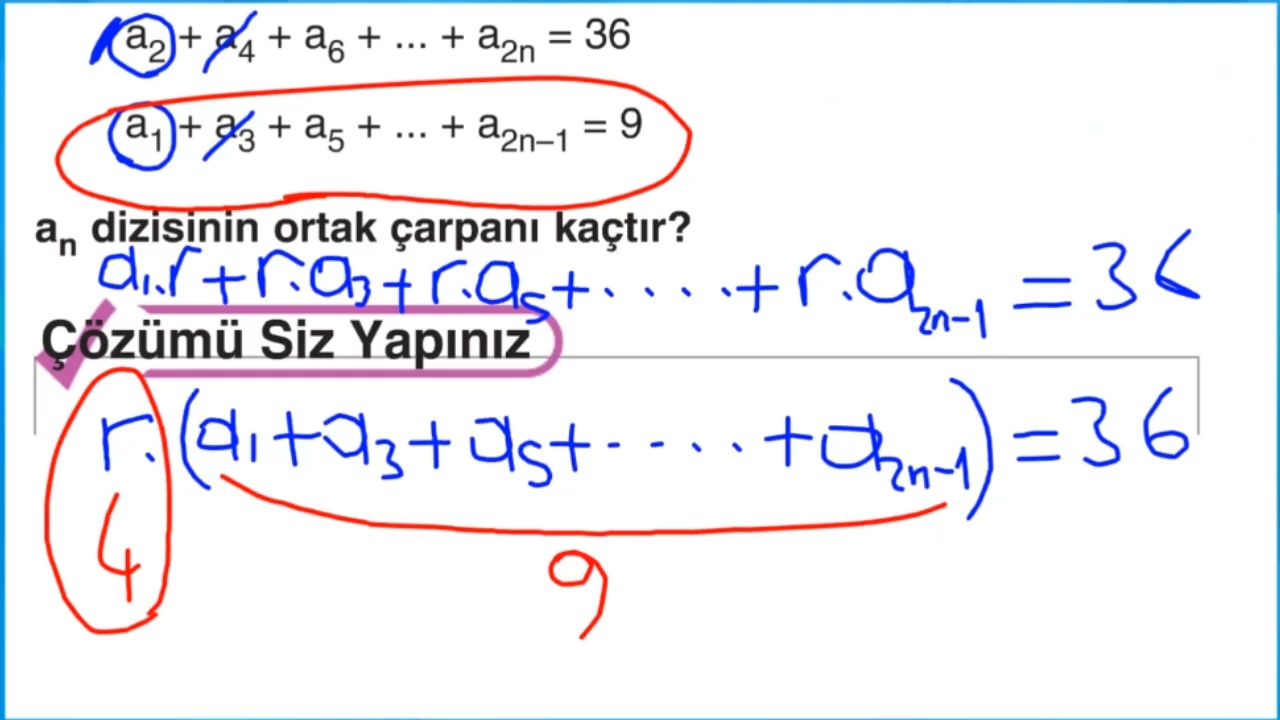 a₂ + a₄ + a₆ + ... + a₂ₙ = 36
a₁ + a₃ + a₅ + ... + a₂ₙ₋₁ = 9
aₙ dizisinin ortak çarpanı kaçtır?
a₁.r + r.a₃ + r.a₅ + ..... + r.a₂ₙ₋₁ = 36
Çözümü Siz Yapınız
r.(a₁ + a₃ + a₅ + ..... + a₂ₙ₋₁) = 36
4
9